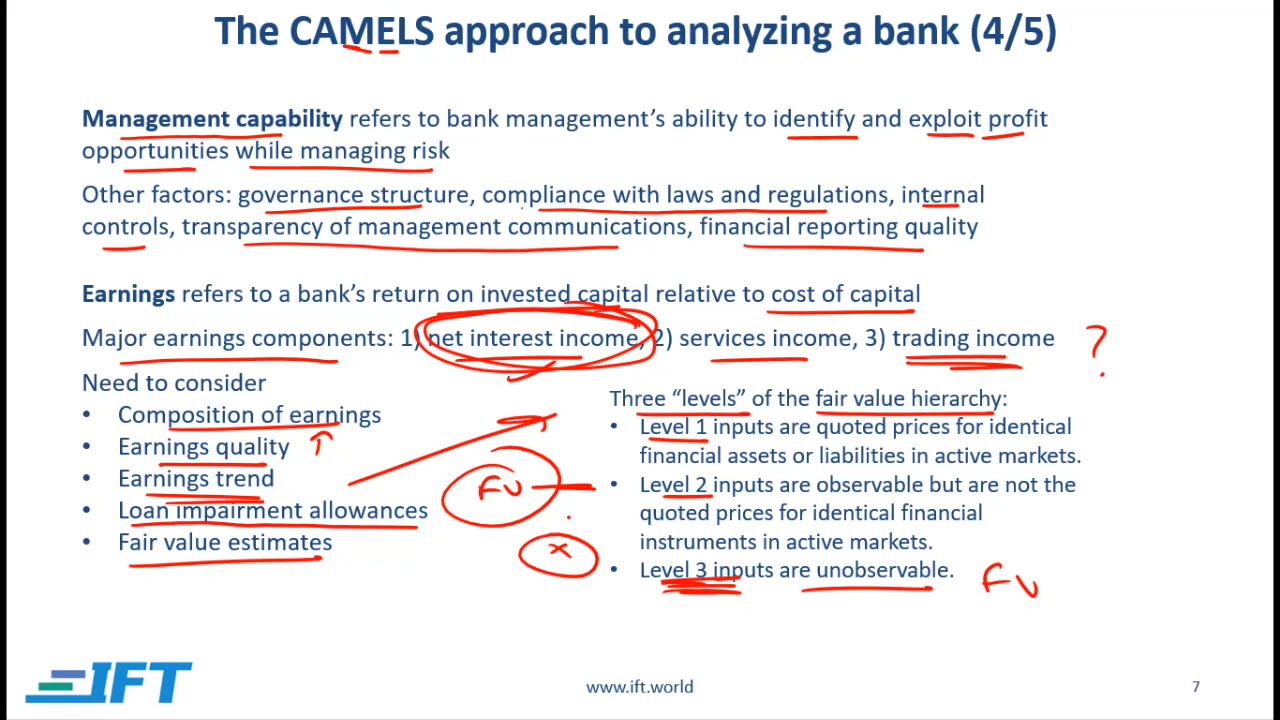 The CAMELS approach to analyzing a bank (4/5)
Management capability refers to bank management's ability to identify and exploit profit
opportunities while managing risk
Other factors: governance structure, compliance with laws and regulations, internal
controls, transparency of management communications, financial reporting quality
Earnings refers to a bank's return on invested capital relative to cost of capital
Major earnings components: 1) net interest income, 2) services income, 3) trading income ?
Need to consider
• Composition of earnings
• Earnings quality ↑
• Earnings trend
• Loan impairment allowances
• Fair value estimates
FV
x
Three “levels” of the fair value hierarchy:
• Level 1 inputs are quoted prices for identical
financial assets or liabilities in active markets.
• Level 2 inputs are observable but are not the
quoted prices for identical financial
instruments in active markets.
• Level 3 inputs are unobservable. FV
IFT
www.ift.world
7